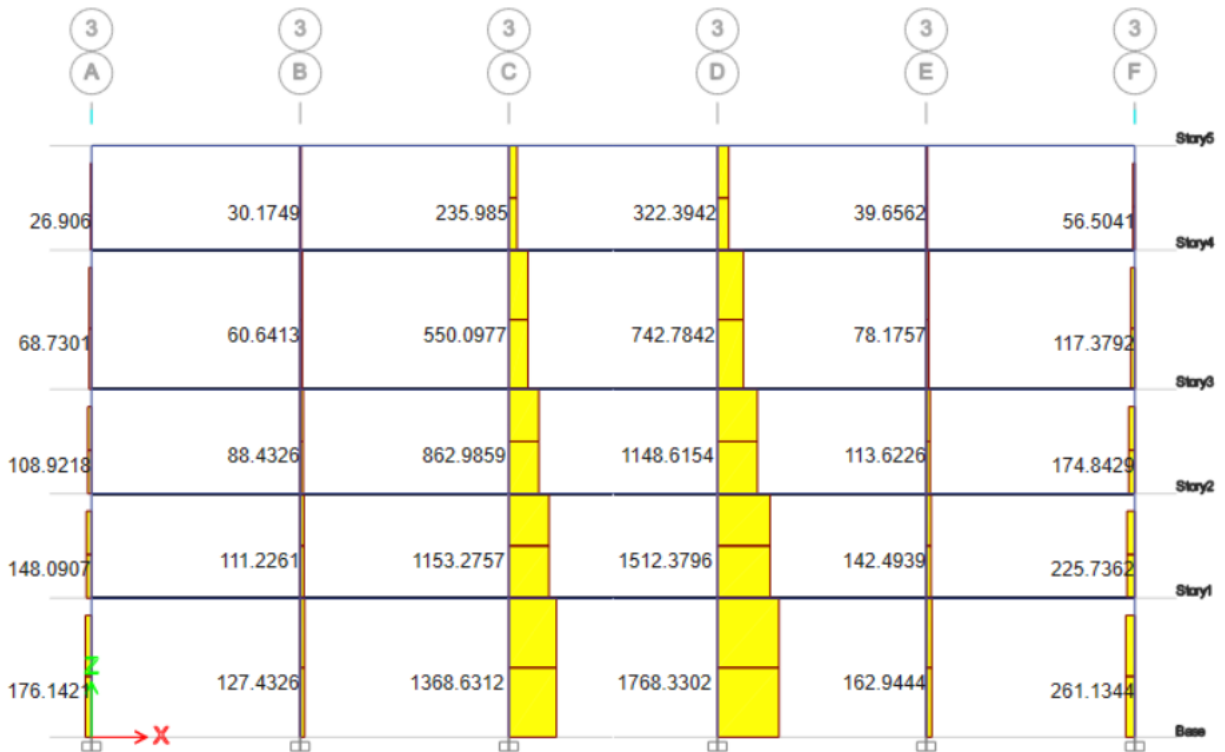 3 3 3 3 3 3
A B C D E F
Story5
26.906 30.1749 235.985 322.3942 39.6562 56.5041
Story4
68.7301 60.6413 550.0977 742.7842 78.1757 117.3792
Story3
108.9218 88.4326 862.9859 1148.6154 113.6226 174.8429
Story2
148.0907 111.2261 1153.2757 1512.3796 142.4939 225.7362
Story1
Z
176.1421 127.4326 1368.6312 1768.3302 162.9444 261.1344
X
Base